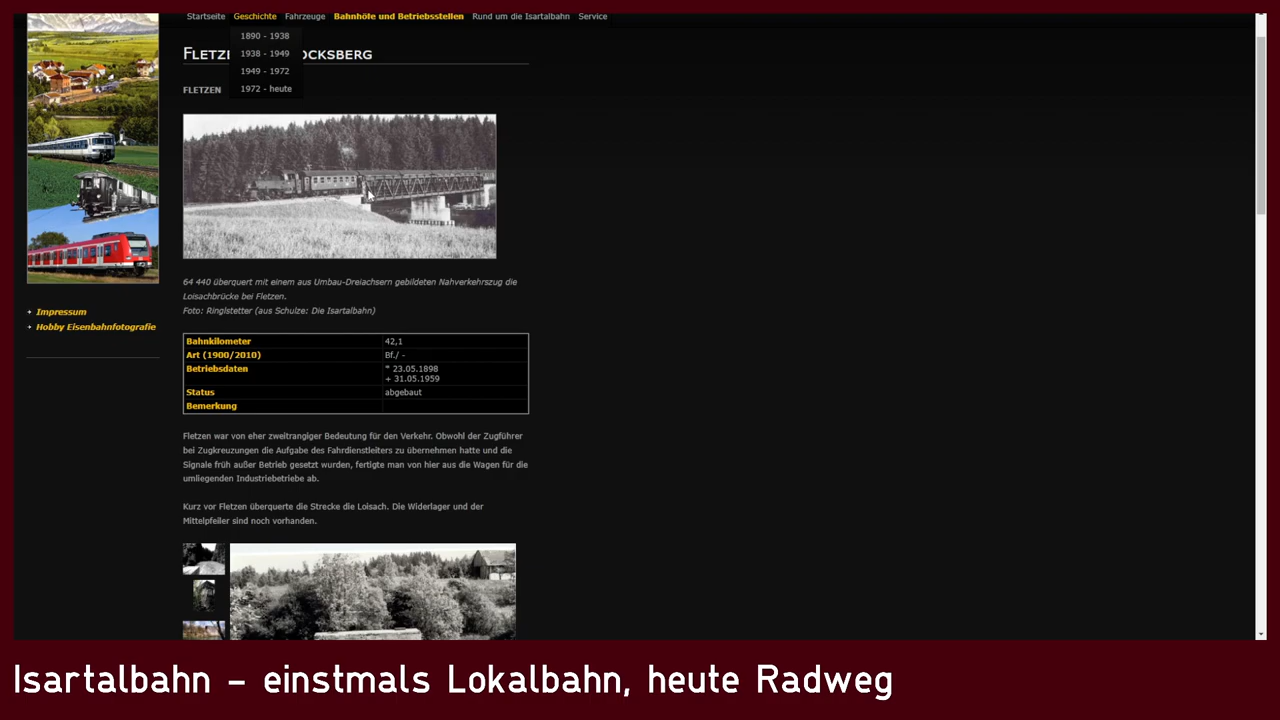 Startseite Geschichte Fahrzeuge Bahnhöfe und Betriebsstellen Rund um die Isartalbahn Service
1890 - 1938
1938 - 1949
1949 - 1972
1972 - heute
FLETZEN
Impressum
Hobby Eisenbahnfotografie
64 440 überquert mit einem aus Umbau-Dreiachsern gebildeten Nahverkehrszug die
Loisachbrücke bei Fletzen.
Foto: Ringlstetter (aus Schulze: Die Isartalbahn)
Bahnkilometer 42,1
Art (1900/2010) Bf./ -
Betriebsdaten * 23.05.1898
+ 31.05.1959
Status abgebaut
Bemerkung
Fletzen war von eher zweitrangiger Bedeutung für den Verkehr. Obwohl der Zugführer
bei Zugkreuzungen die Aufgabe des Fahrdienstleiters zu übernehmen hatte und die
Signale früh außer Betrieb gesetzt wurden, fertigte man von hier aus die Wagen für die
umliegenden Industriebetriebe ab.
Kurz vor Fletzen überquerte die Strecke die Loisach. Die Widerlager und der
Mittelpfeiler sind noch vorhanden.
Isartalbahn – einstmals Lokalbahn, heute Radweg